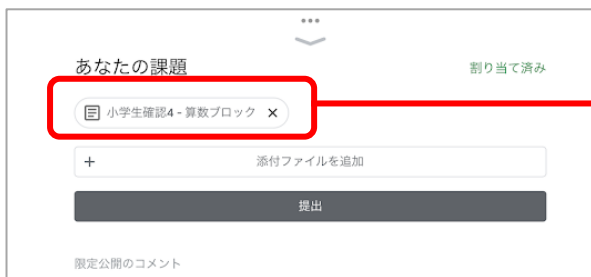 あなたの課題
割り当て済み
小学生確認4 - 算数ブロック ×
+ 添付ファイルを追加
提出
限定公開のコメント